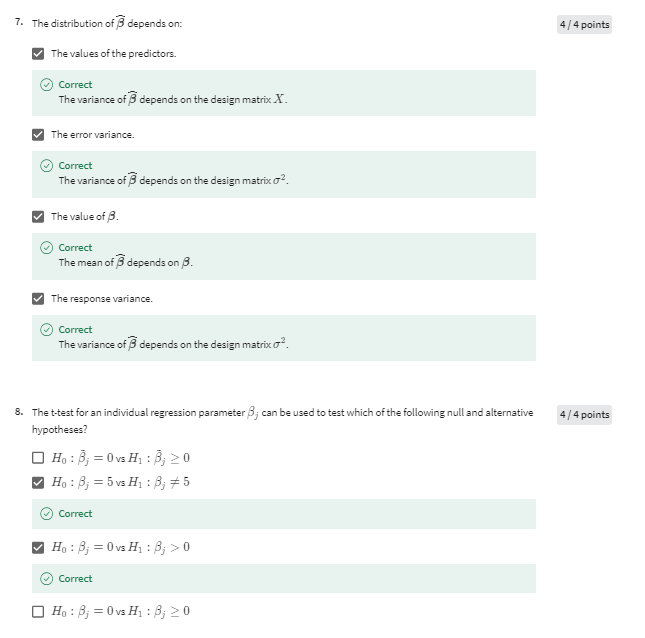 7. The distribution of $\widehat{\beta}$ depends on:
4 / 4 points
The values of the predictors.
Correct
The variance of $\widehat{\beta}$ depends on the design matrix $X$.
The error variance.
Correct
The variance of $\widehat{\beta}$ depends on the design matrix $\sigma^2$.
The value of $\beta$.
Correct
The mean of $\widehat{\beta}$ depends on $\beta$.
The response variance.
Correct
The variance of $\widehat{\beta}$ depends on the design matrix $\sigma^2$.
8. The t-test for an individual regression parameter $\beta_j$ can be used to test which of the following null and alternative
hypotheses?
4 / 4 points
$H_0 : \hat{\beta}_j = 0$ vs $H_1 : \hat{\beta}_j \geq 0$
$H_0 : \beta_j = 5$ vs $H_1 : \beta_j \neq 5$
Correct
$H_0 : \beta_j = 0$ vs $H_1 : \beta_j > 0$
Correct
$H_0 : \beta_j = 0$ vs $H_1 : \beta_j \geq 0$